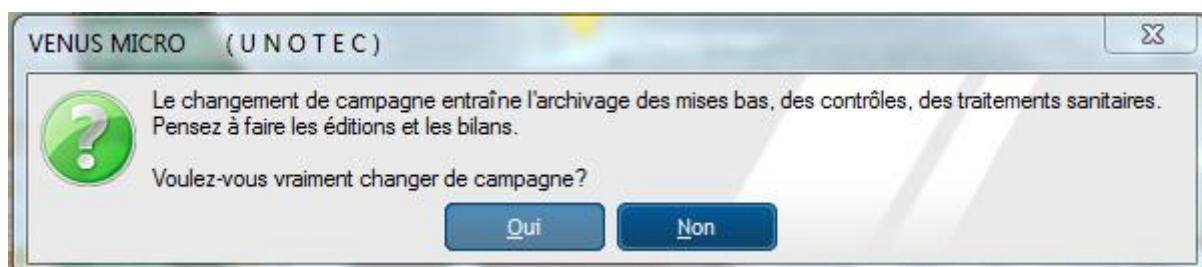 VENUS MICRO (UNOTEC)
Le changement de campagne entraîne l'archivage des mises bas, des contrôles, des traitements sanitaires.
Pensez à faire les éditions et les bilans.
Voulez-vous vraiment changer de campagne?
Oui Non